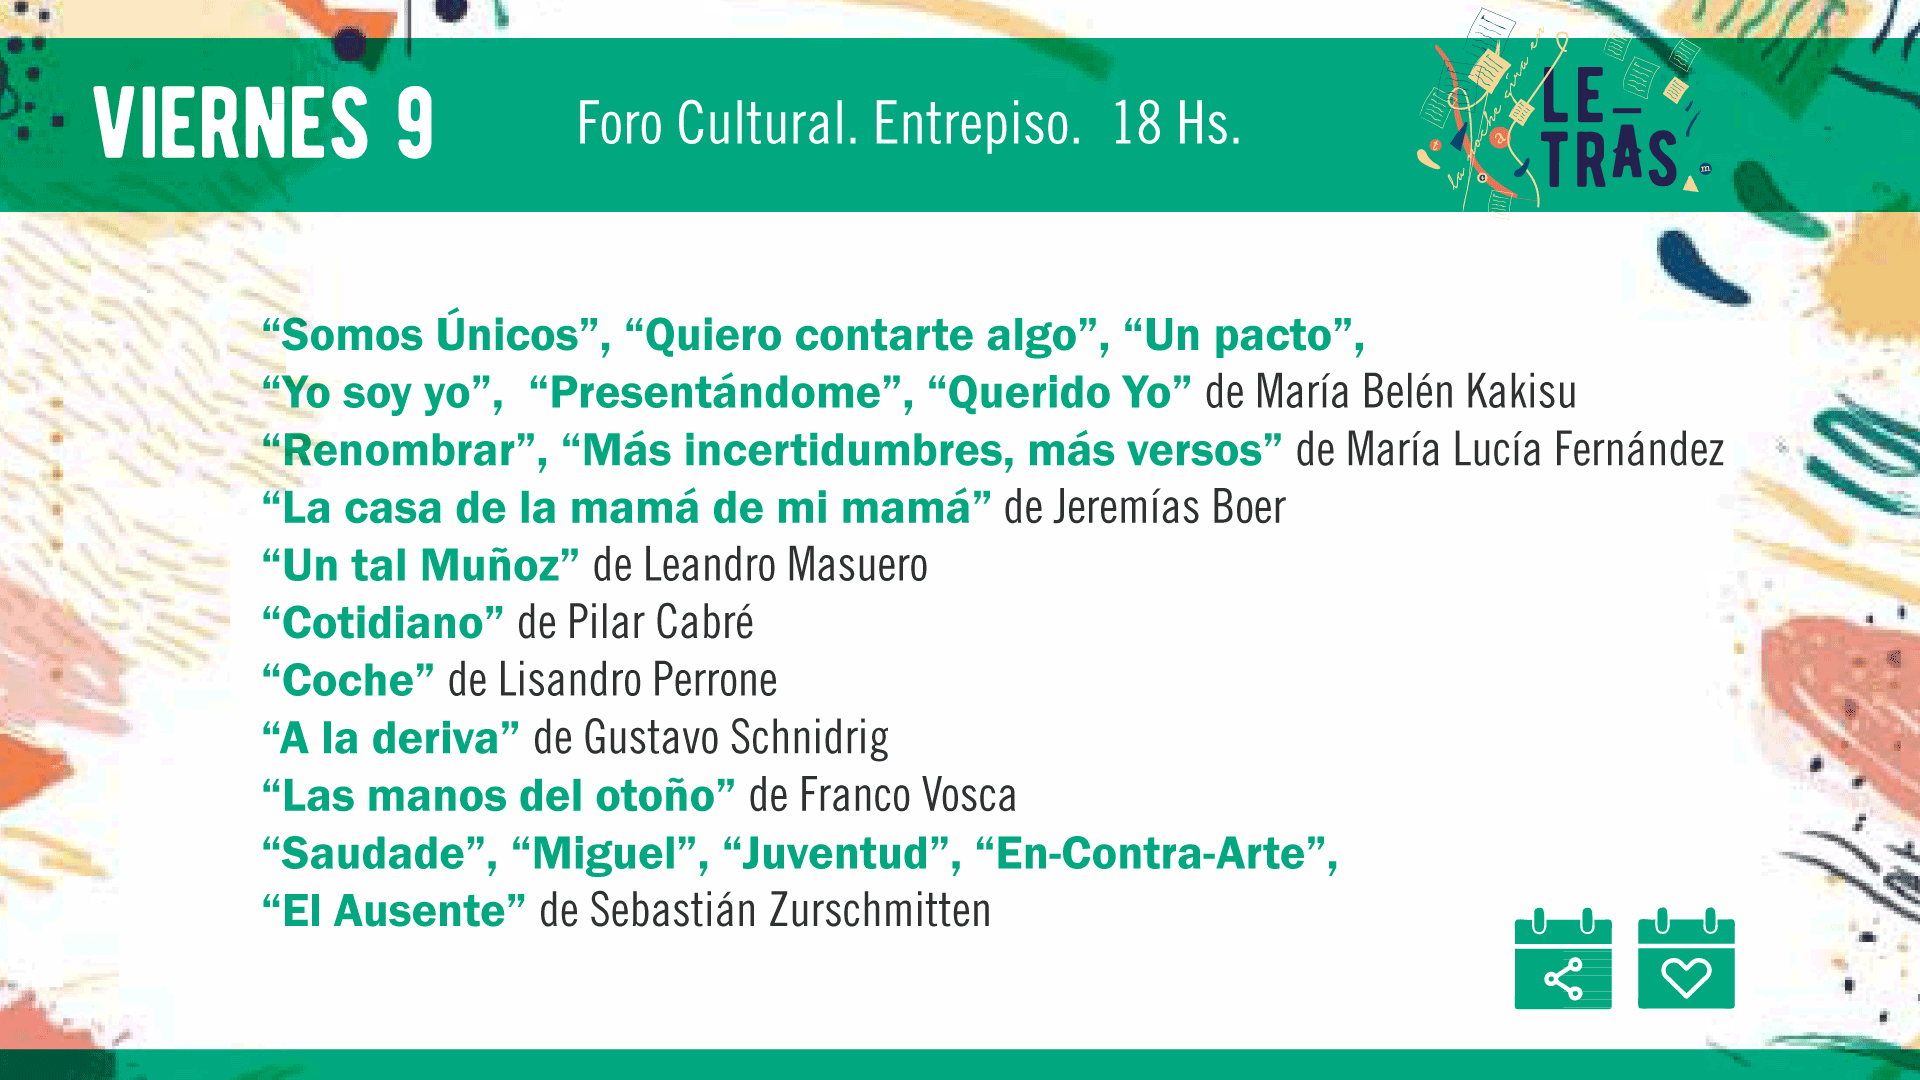 VIERNES 9
Foro Cultural. Entrepiso. 18 Hs.
la noche gira en
LE_
TRAS
t
a
a
m
“Somos Únicos”, “Quiero contarte algo”, “Un pacto”,
“Yo soy yo”, “Presentándome”, “Querido Yo” de María Belén Kakisu
“Renombrar”, “Más incertidumbres, más versos” de María Lucía Fernández
“La casa de la mamá de mi mamá” de Jeremías Boer
“Un tal Muñoz” de Leandro Masuero
“Cotidiano” de Pilar Cabré
“Coche” de Lisandro Perrone
“A la deriva” de Gustavo Schnidrig
“Las manos del otoño” de Franco Vosca
“Saudade”, “Miguel”, “Juventud”, “En-Contra-Arte”,
“El Ausente” de Sebastián Zurschmitten